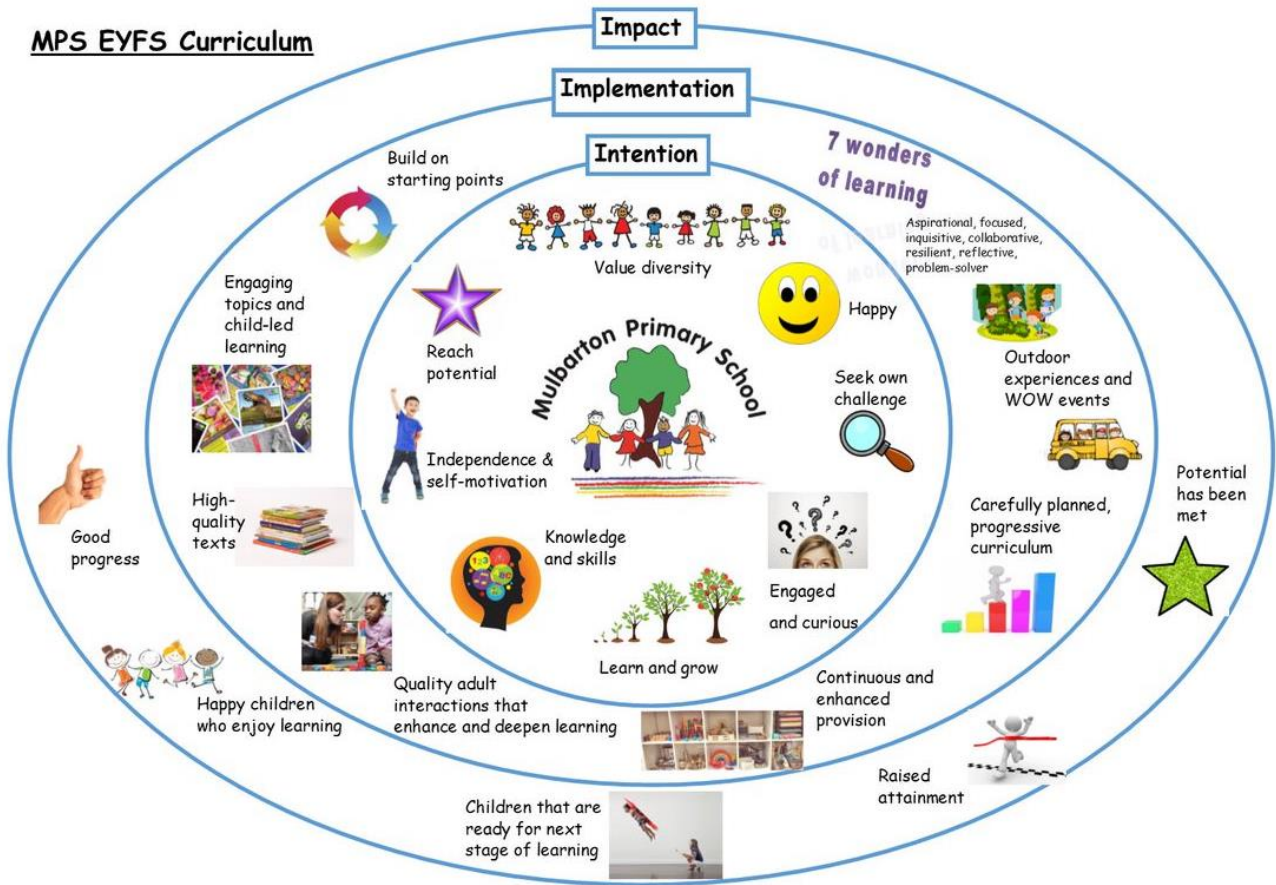 MPS EYFS Curriculum
Impact
Implementation
Intention
7 wonders
of learning
Aspirational, focused,
inquisitive, collaborative,
resilient, reflective,
problem-solver
Build on
starting points
Value diversity
Happy
Engaging
topics and
child-led
learning
Reach
potential
Mulbarton Primary School
Seek own
challenge
Outdoor
experiences and
WOW events
Independence &
self-motivation
High-
quality
texts
Good
progress
Knowledge
and skills
Engaged
and curious
Carefully planned,
progressive
curriculum
Potential
has been
met
Learn and grow
Happy children
who enjoy learning
Quality adult
interactions that
enhance and deepen learning
Continuous and
enhanced
provision
Raised
attainment
Children that are
ready for next
stage of learning